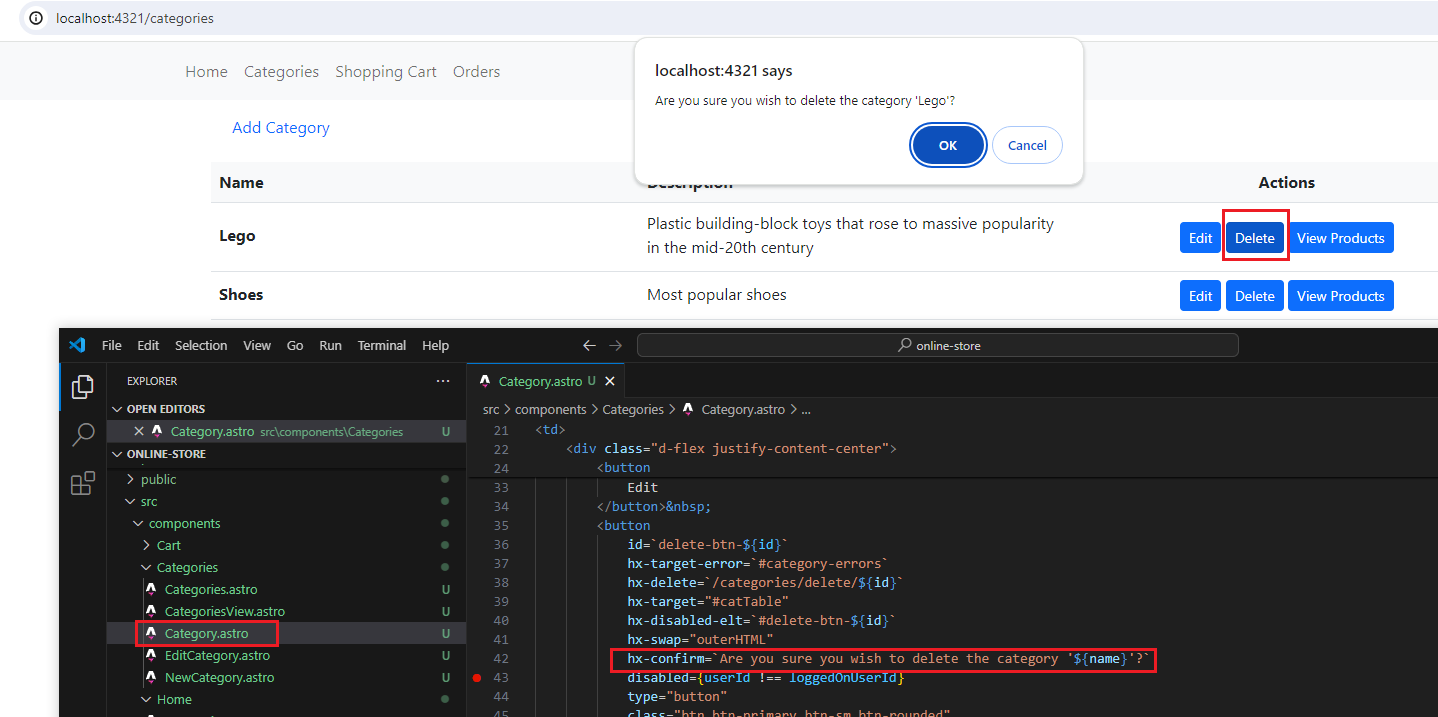 localhost:4321/categories
Home Categories Shopping Cart Orders
localhost:4321 says
Are you sure you wish to delete the category 'Lego'?
OK Cancel
Add Category
Name Description Actions
Lego
Plastic building-block toys that rose to massive popularity
in the mid-20th century
Edit Delete View Products
Shoes Most popular shoes Edit Delete View Products
File Edit Selection View Go Run Terminal Help
online-store
EXPLORER ...
OPEN EDITORS
Category.astro src\components\Categories U
ONLINE-STORE
public
src
components
Cart
Categories
Categories.astro U
CategoriesView.astro U
Category.astro U
EditCategory.astro U
NewCategory.astro U
Home
Category.astro U
src > components > Categories > Category.astro > ...
21 <td>
22 <div class="d-flex justify-content-center">
24 <button
33 Edit
34 </button>&nbsp;
35 <button
36 id=`delete-btn-${id}`
37 hx-target-error=`#category-errors`
38 hx-delete=`/categories/delete/${id}`
39 hx-target="#catTable"
40 hx-disabled-elt=`#delete-btn-${id}`
41 hx-swap="outerHTML"
42 hx-confirm=`Are you sure you wish to delete the category '${name}'?`
43 disabled={userId !== loggedOnUserId}
44 type="button"
45 class="btn btn-primary btn-sm btn-rounded"